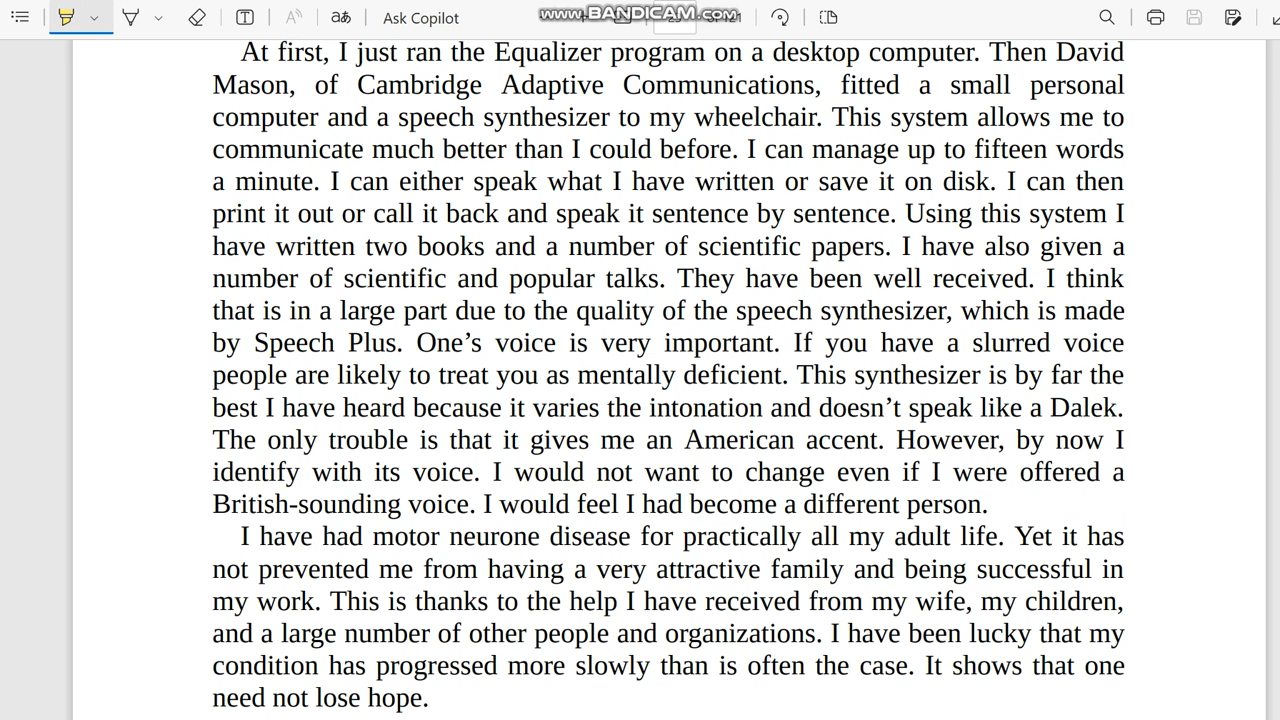 Ask Copilot
www.BANDICAM.com
At first, I just ran the Equalizer program on a desktop computer. Then David
Mason, of Cambridge Adaptive Communications, fitted a small personal
computer and a speech synthesizer to my wheelchair. This system allows me to
communicate much better than I could before. I can manage up to fifteen words
a minute. I can either speak what I have written or save it on disk. I can then
print it out or call it back and speak it sentence by sentence. Using this system I
have written two books and a number of scientific papers. I have also given a
number of scientific and popular talks. They have been well received. I think
that is in a large part due to the quality of the speech synthesizer, which is made
by Speech Plus. One’s voice is very important. If you have a slurred voice
people are likely to treat you as mentally deficient. This synthesizer is by far the
best I have heard because it varies the intonation and doesn’t speak like a Dalek.
The only trouble is that it gives me an American accent. However, by now I
identify with its voice. I would not want to change even if I were offered a
British-sounding voice. I would feel I had become a different person.
I have had motor neurone disease for practically all my adult life. Yet it has
not prevented me from having a very attractive family and being successful in
my work. This is thanks to the help I have received from my wife, my children,
and a large number of other people and organizations. I have been lucky that my
condition has progressed more slowly than is often the case. It shows that one
need not lose hope.